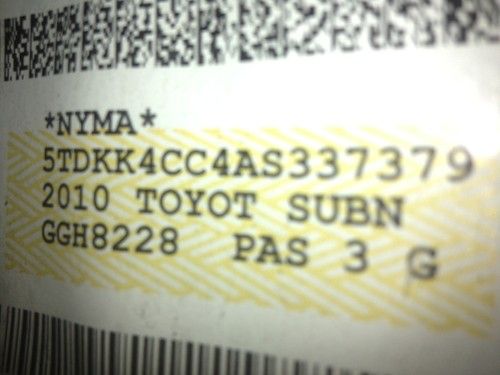 *NYMA*
5TDKK4CC4AS337379
2010 TOYOT SUBN
GGH8228 PAS 3 G